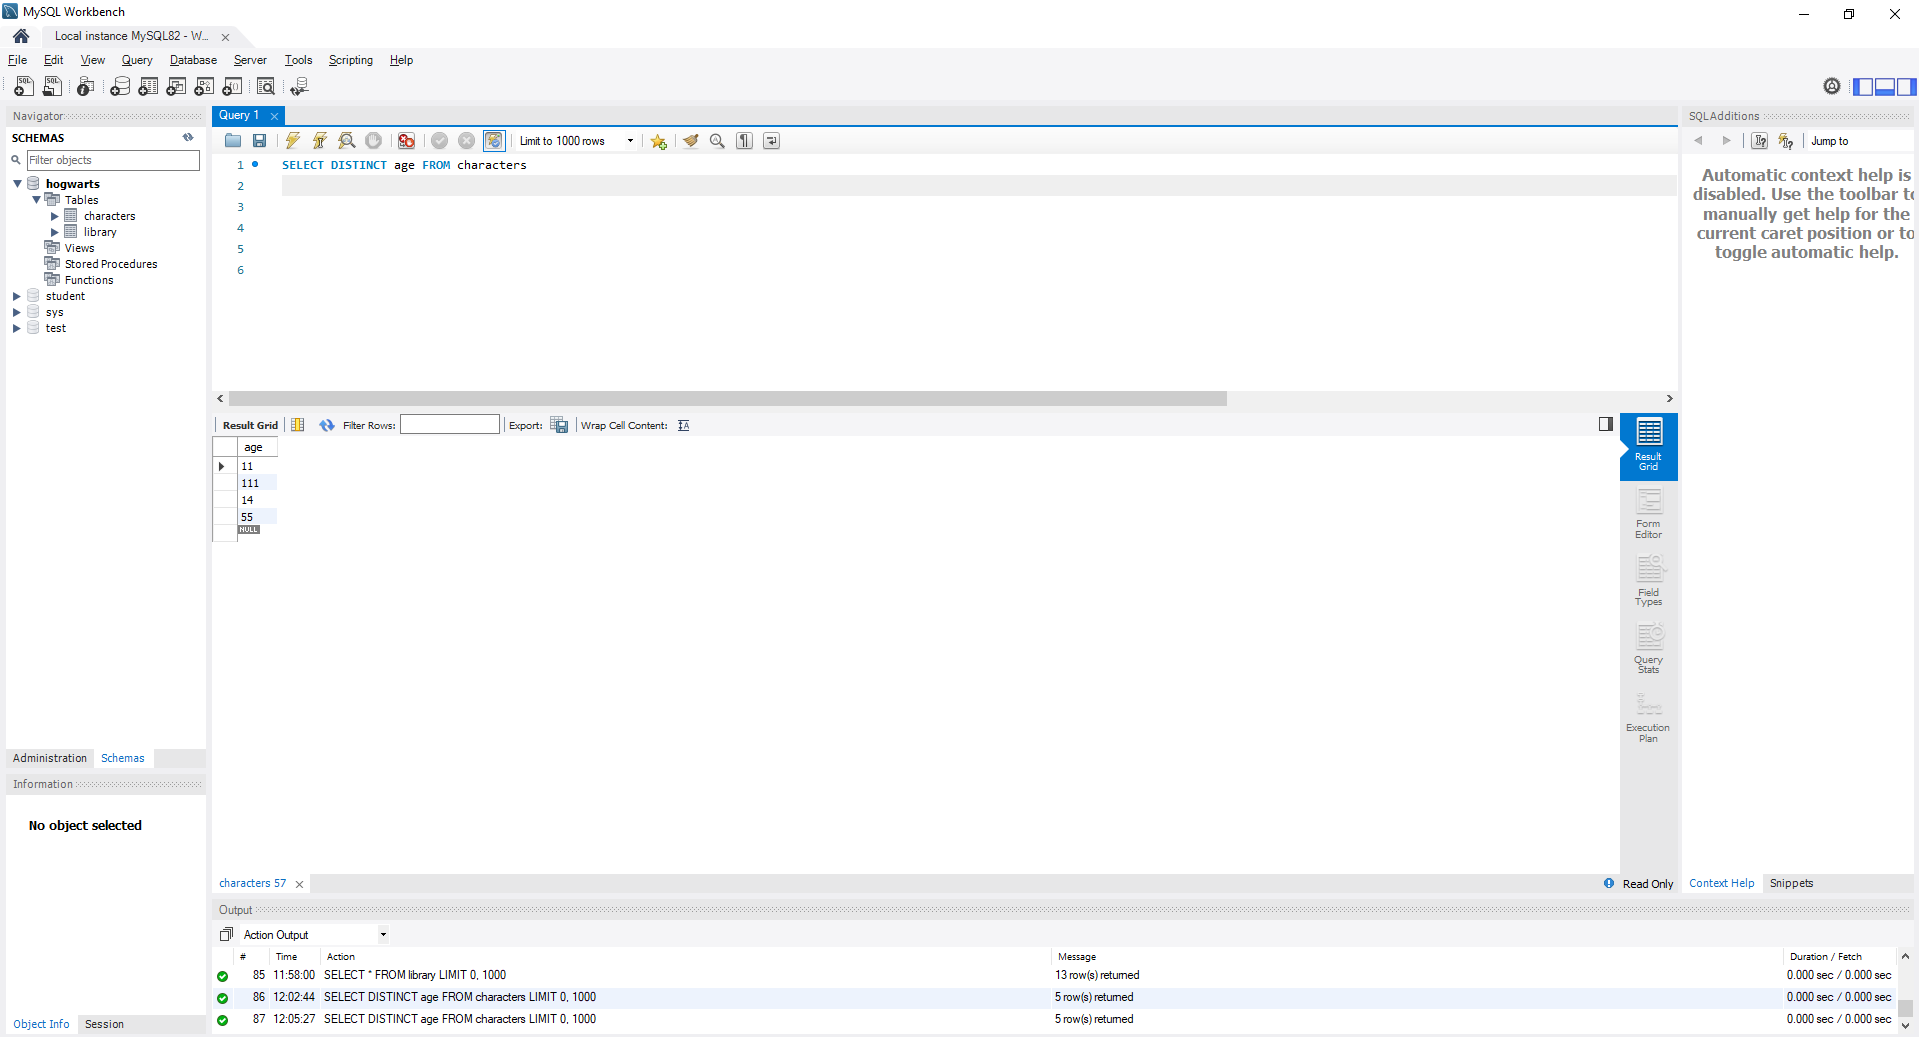 MySQL Workbench
Local instance MySQL82 - W...
File Edit View Query Database Server Tools Scripting Help
Navigator
SCHEMAS
Filter objects
hogwarts
Tables
characters
library
Views
Stored Procedures
Functions
student
sys
test
Administration Schemas
Information
No object selected
Object Info Session
Query 1
Limit to 1000 rows
1 SELECT DISTINCT age FROM characters
2
3
4
5
6
Result Grid Filter Rows: Export: Wrap Cell Content:
age
11
111
14
55
NULL
Result
Grid
Form
Editor
Field
Types
Query
Stats
Execution
Plan
characters 57
Read Only
SQLAdditions
Jump to
Automatic context help is
disabled. Use the toolbar to
manually get help for the
current caret position or to
toggle automatic help.
Context Help Snippets
Output
Action Output
# Time Action Message Duration / Fetch
85 11:58:00 SELECT * FROM library LIMIT 0, 1000 13 row(s) returned 0.000 sec / 0.000 sec
86 12:02:44 SELECT DISTINCT age FROM characters LIMIT 0, 1000 5 row(s) returned 0.000 sec / 0.000 sec
87 12:05:27 SELECT DISTINCT age FROM characters LIMIT 0, 1000 5 row(s) returned 0.000 sec / 0.000 sec